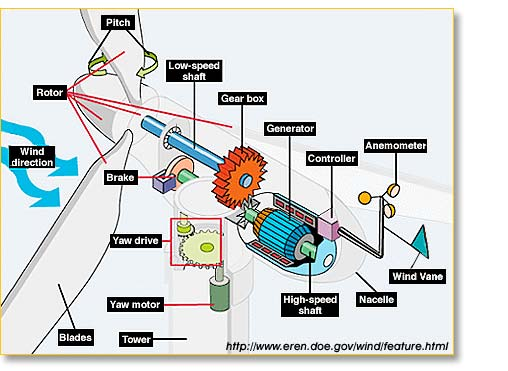 Pitch
Low-speed
shaft
Rotor
Gear box
Generator
Anemometer
Controller
Wind
direction
Brake
Yaw drive
Wind Vane
High-speed
shaft
Nacelle
Yaw motor
Blades
Tower
http://www.eren.doe.gov/wind/feature.html